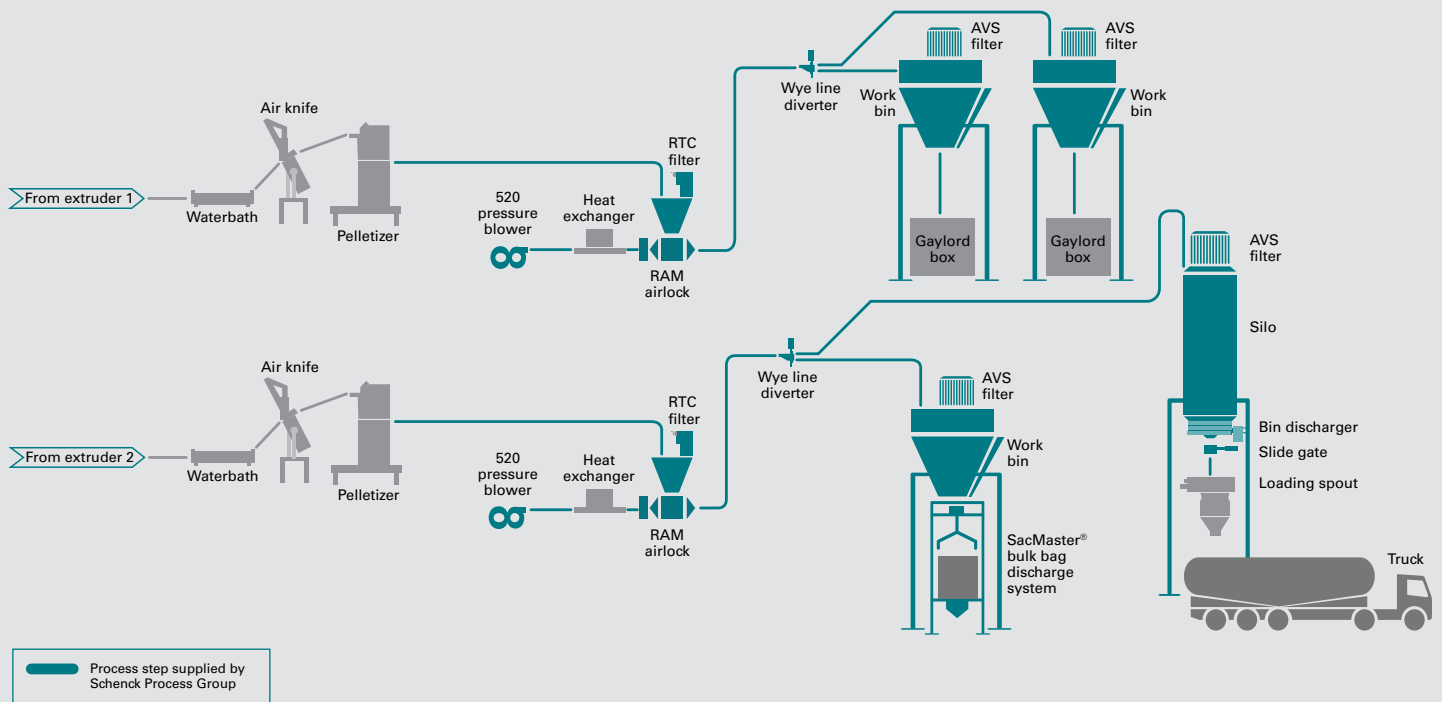 AVS
filter
AVS
filter
Wye line
diverter
Work
bin
Work
bin
Air knife
RTC
filter
From extruder 1
Waterbath
Pelletizer
520
pressure
blower
Heat
exchanger
RAM
airlock
Gaylord
box
Gaylord
box
AVS
filter
Silo
Bin discharger
Slide gate
Loading spout
Truck
Air knife
RTC
filter
Wye line
diverter
AVS
filter
Work
bin
From extruder 2
Waterbath
Pelletizer
520
pressure
blower
Heat
exchanger
RAM
airlock
SacMaster®
bulk bag
discharge
system
Process step supplied by
Schenck Process Group